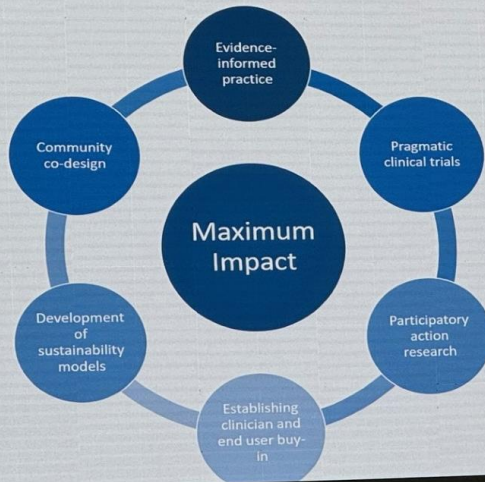 Evidence-
informed
practice
Pragmatic
clinical trials
Participatory
action
research
Establishing
clinician and
end user buy-
in
Development
of
sustainability
models
Community
co-design
Maximum
Impact